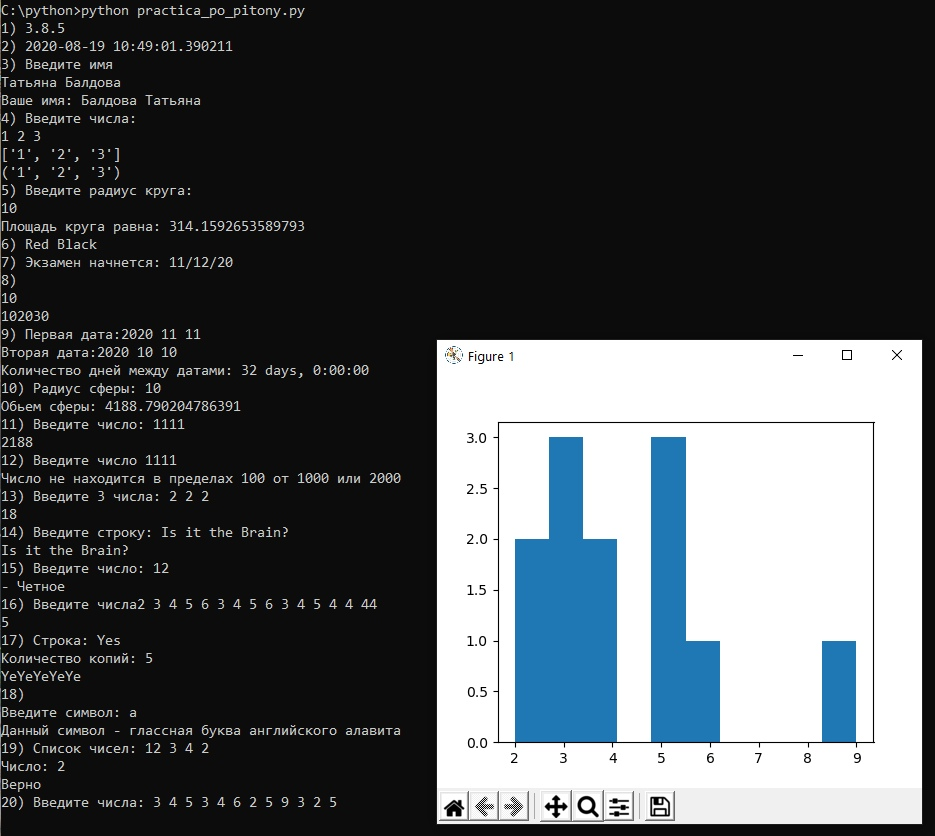 C:\python>python practica_po_pitony.py
1) 3.8.5
2) 2020-08-19 10:49:01.390211
3) Введите имя
Татьяна Балдова
Ваше имя: Балдова Татьяна
4) Введите числа:
1 2 3
['1', '2', '3']
('1', '2', '3')
5) Введите радиус круга:
10
Площадь круга равна: 314.1592653589793
6) Red Black
7) Экзамен начнется: 11/12/20
8)
10
102030
9) Первая дата:2020 11 11
Вторая дата:2020 10 10
Количество дней между датами: 32 days, 0:00:00
10) Радиус сферы: 10
Обьем сферы: 4188.790204786391
11) Введите число: 1111
2188
12) Введите число 1111
Число не находится в пределах 100 от 1000 или 2000
13) Введите 3 числа: 2 2 2
18
14) Введите строку: Is it the Brain?
Is it the Brain?
15) Введите число: 12
- Четное
16) Введите числа2 3 4 5 6 3 4 5 6 3 4 5 4 4 44
5
17) Строка: Yes
Количество копий: 5
YeYeYeYeYe
18)
Введите символ: a
Данный символ - глассная буква английского алавита
19) Список чисел: 12 3 4 2
Число: 2
Верно
20) Введите числа: 3 4 5 3 4 6 2 5 9 3 2 5
Figure 1
3.0
2.5
2.0
1.5
1.0
0.5
0.0
2 3 4 5 6 7 8 9